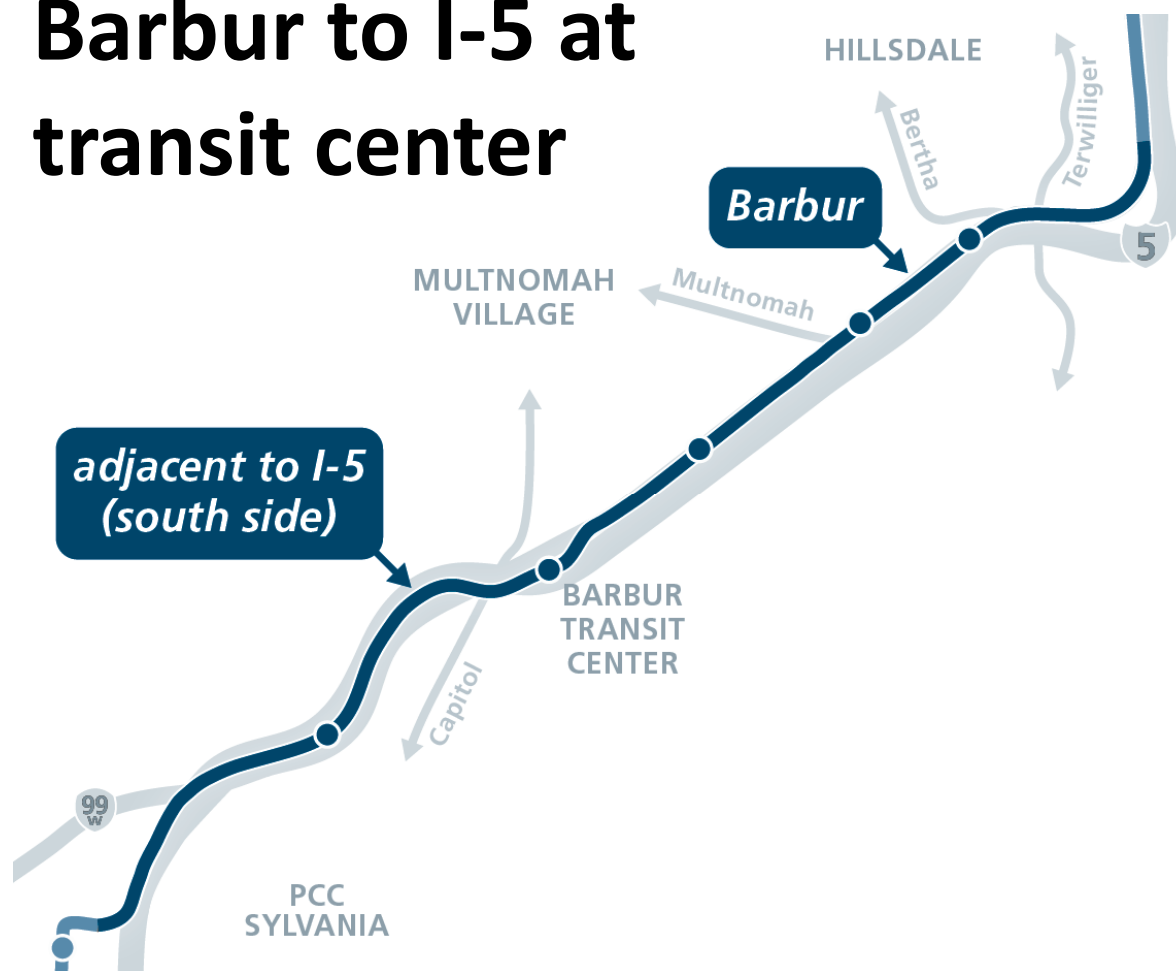 Barbur to I-5 at
transit center
HILLSDALE
Bertha
Terwilliger
Barbur
5
MULTNOMAH
VILLAGE
Multnomah
adjacent to I-5
(south side)
BARBUR
TRANSIT
CENTER
Capitol
99
W
PCC
SYLVANIA